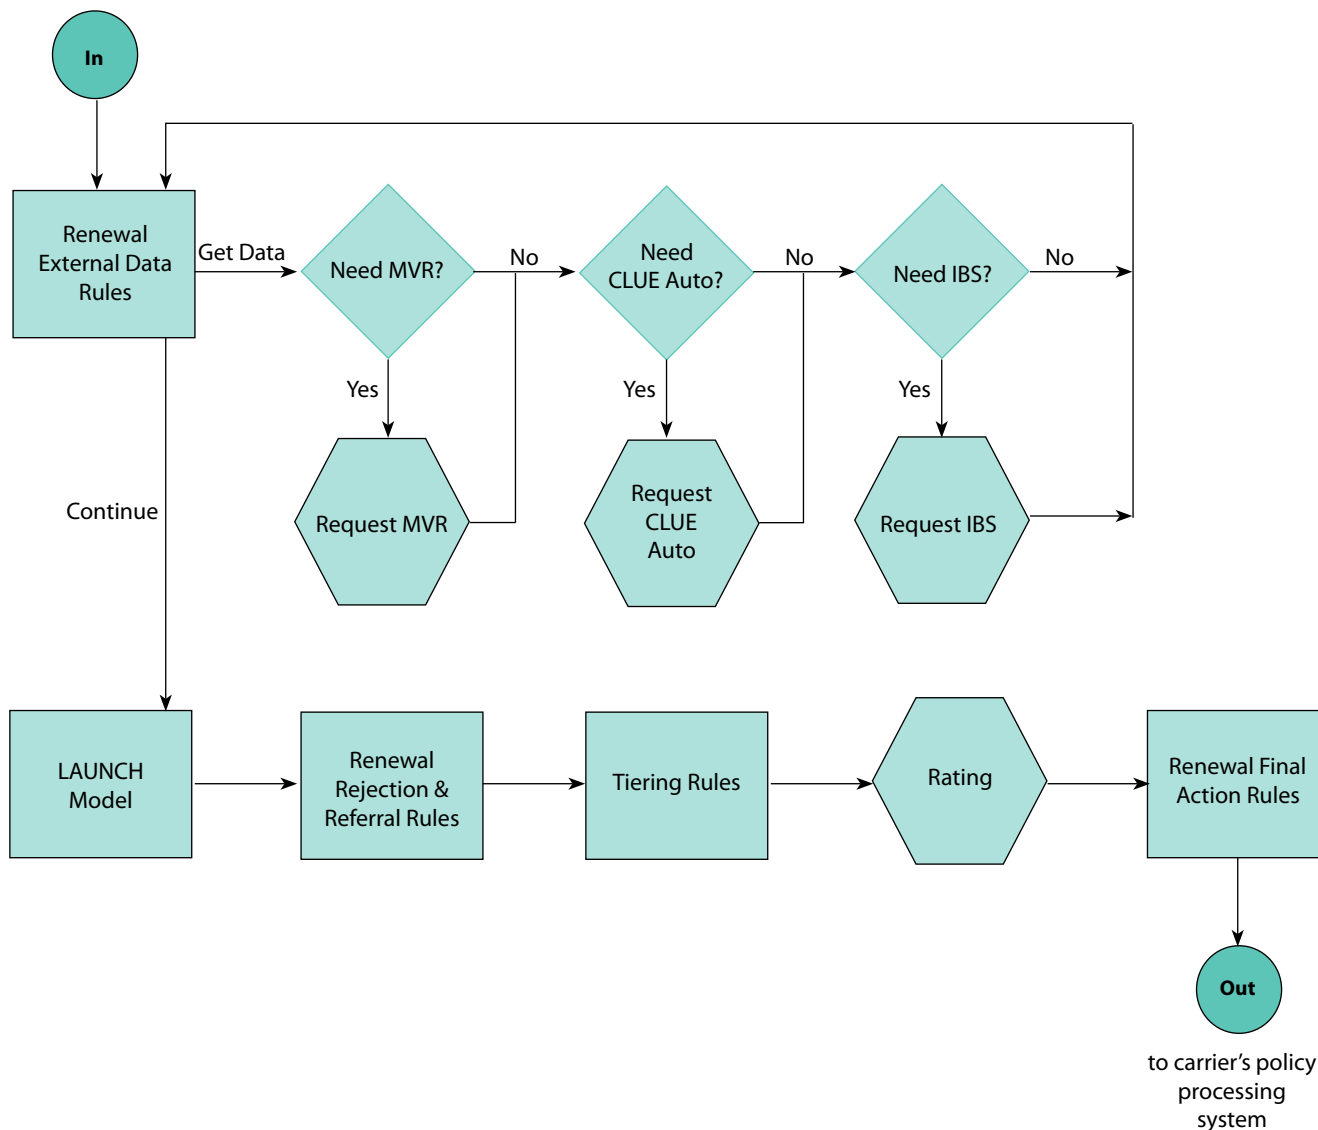 In
Renewal
External Data
Rules
Get Data
Need MVR?
No
Need
CLUE Auto?
No
Need IBS?
No
Yes
Yes
Yes
Request MVR
Request
CLUE
Auto
Request IBS
Continue
LAUNCH
Model
Renewal
Rejection &
Referral Rules
Tiering Rules
Rating
Renewal Final
Action Rules
Out
to carrier’s policy
processing
system